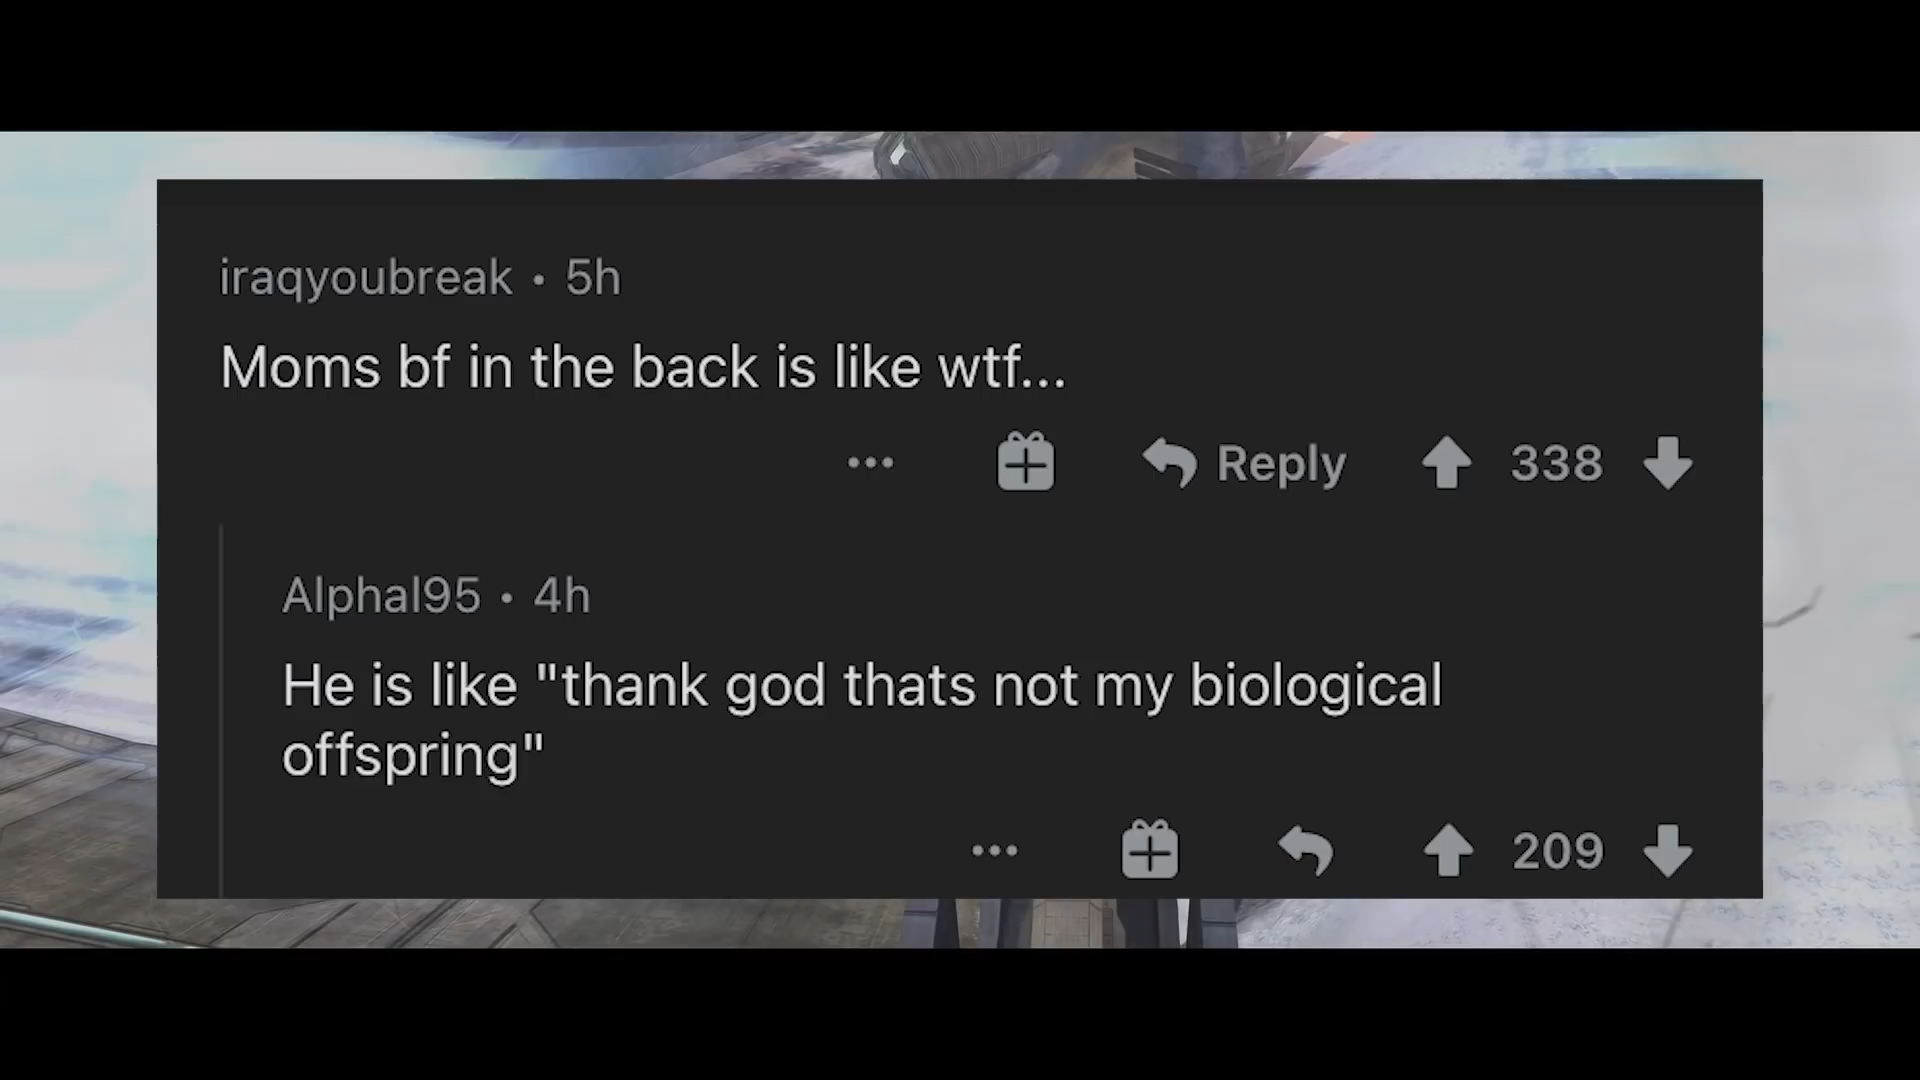 iraqyoubreak • 5h
Moms bf in the back is like wtf...
Reply 338
Alphal95 • 4h
He is like "thank god thats not my biological
offspring"
209